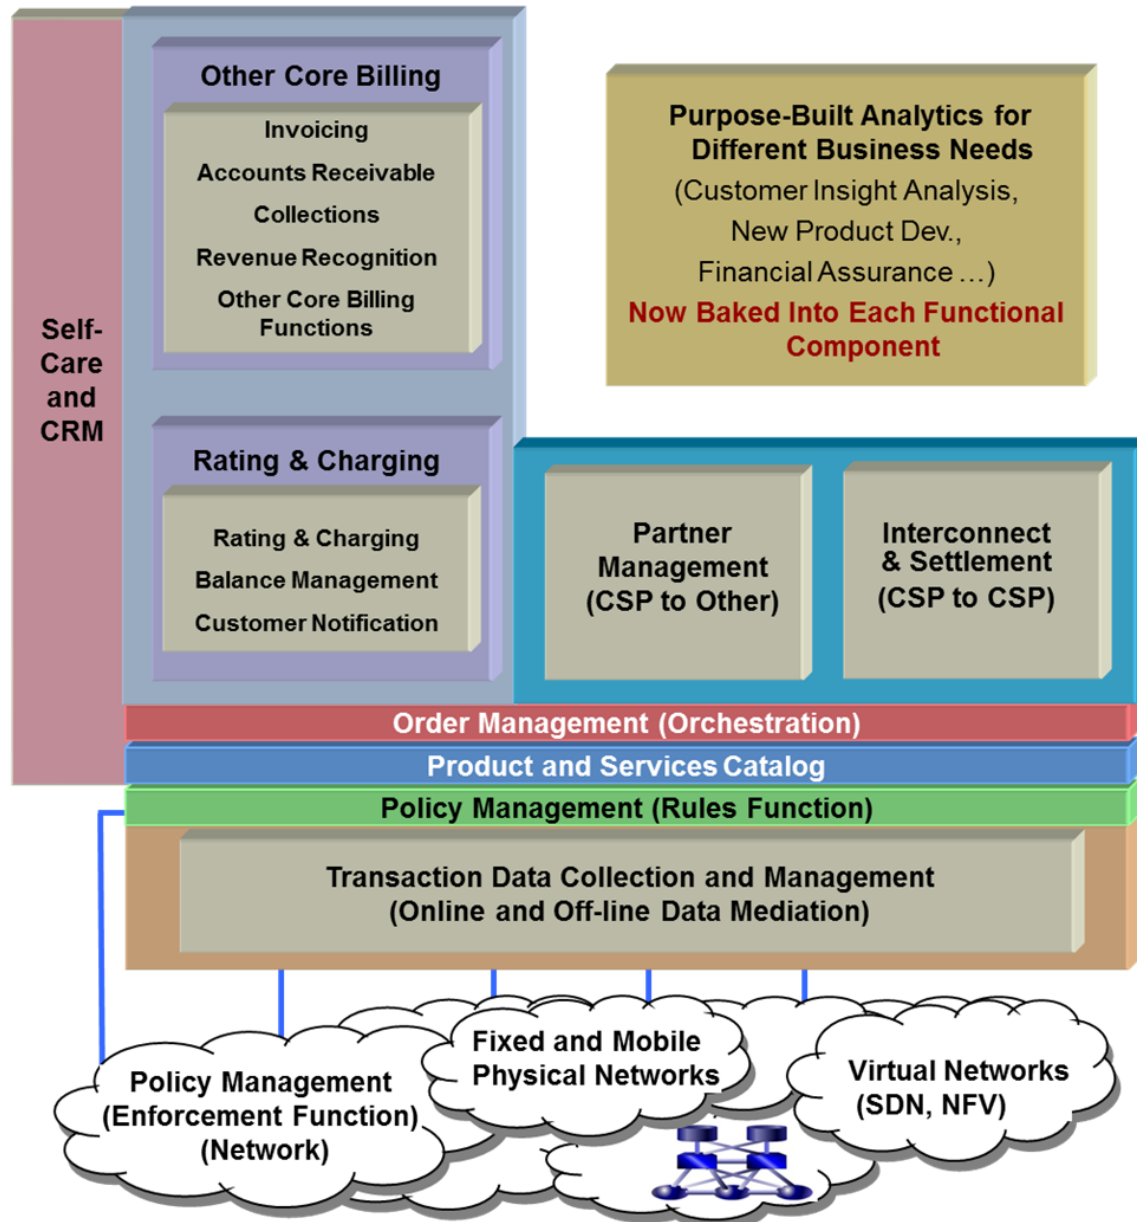 Self-
Care
and
CRM
Other Core Billing
Invoicing
Accounts Receivable
Collections
Revenue Recognition
Other Core Billing
Functions
Rating & Charging
Rating & Charging
Balance Management
Customer Notification
Purpose-Built Analytics for
Different Business Needs
(Customer Insight Analysis,
New Product Dev.,
Financial Assurance ...)
Now Baked Into Each Functional
Component
Partner
Management
(CSP to Other)
Interconnect
& Settlement
(CSP to CSP)
Order Management (Orchestration)
Product and Services Catalog
Policy Management (Rules Function)
Transaction Data Collection and Management
(Online and Off-line Data Mediation)
Policy Management
(Enforcement Function)
(Network)
Fixed and Mobile
Physical Networks
Virtual Networks
(SDN, NFV)